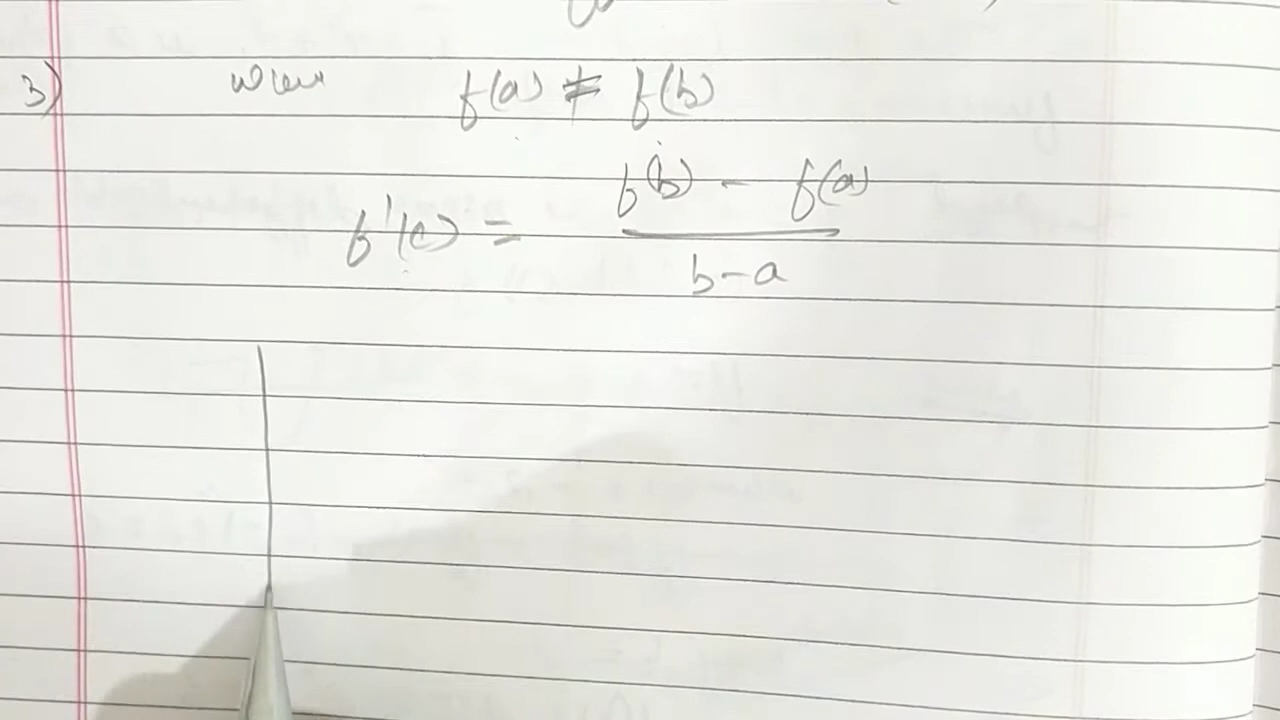 3) when f(a) ≠ f(b)
f'(c) = f(b) - f(a) / b-a